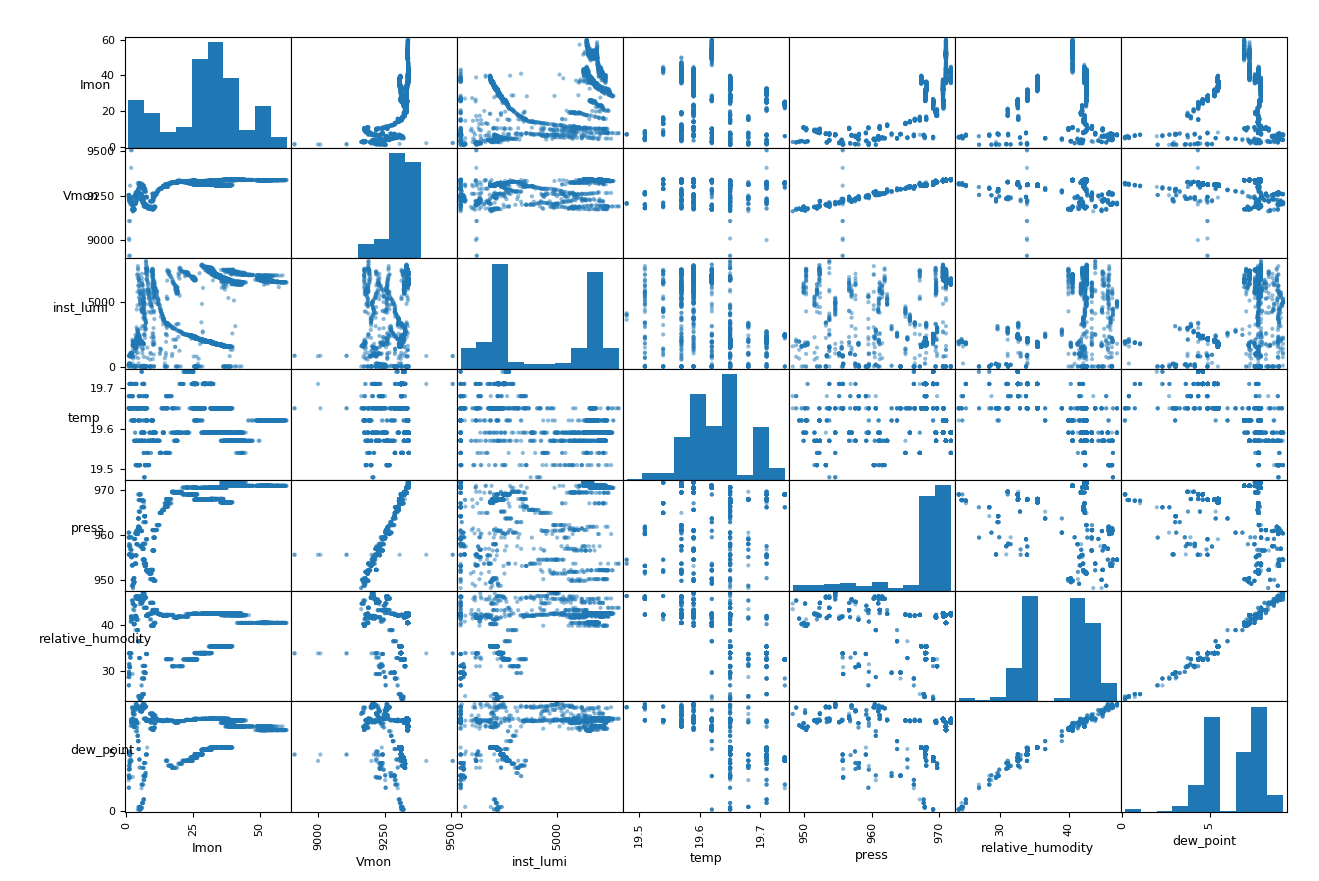 60
40
Imon
20
0
9500
Vmon
9250
9000
inst_lumi
5000
0
19.7
temp
19.6
19.5
970
press
960
950
40
relative_humodity
30
dew_point
5
0
0 25 50 9000 9250 9500 0 5000 19.5 19.6 19.7 950 960 970 30 40 0 5
Imon Vmon inst_lumi temp press relative_humodity dew_point